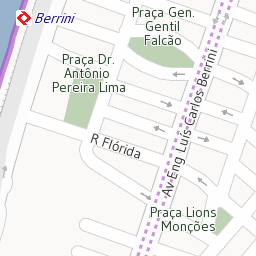 Berrini
Praça Gen.
Gentil
Falcão
Praça Dr.
Antônio
Pereira Lima
R Flórida
Av Eng Luís Carlos Berrini
Praça Lions
Monções